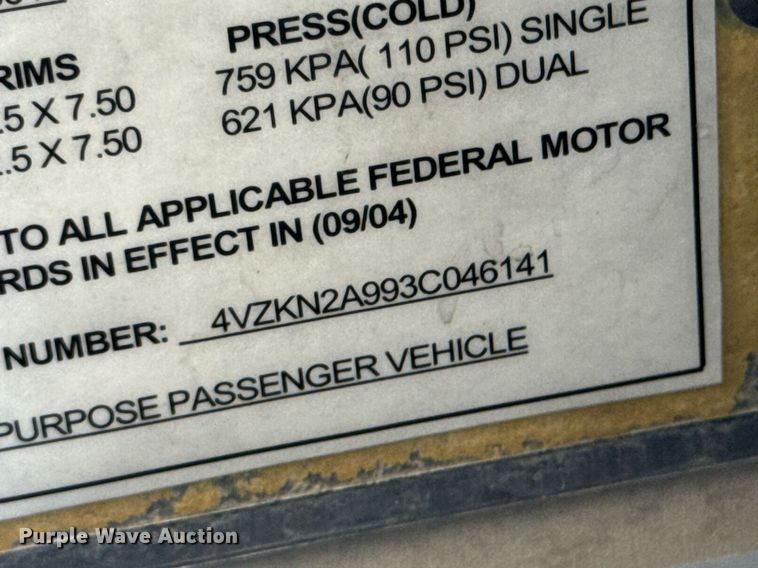 PRESS(COLD)
RIMS 759 KPA( 110 PSI) SINGLE
.5 X 7.50 621 KPA(90 PSI) DUAL
.5 X 7.50
TO ALL APPLICABLE FEDERAL MOTOR
RDS IN EFFECT IN (09/04)
NUMBER: 4VZKN2A993C046141
PURPOSE PASSENGER VEHICLE
Purple Wave Auction